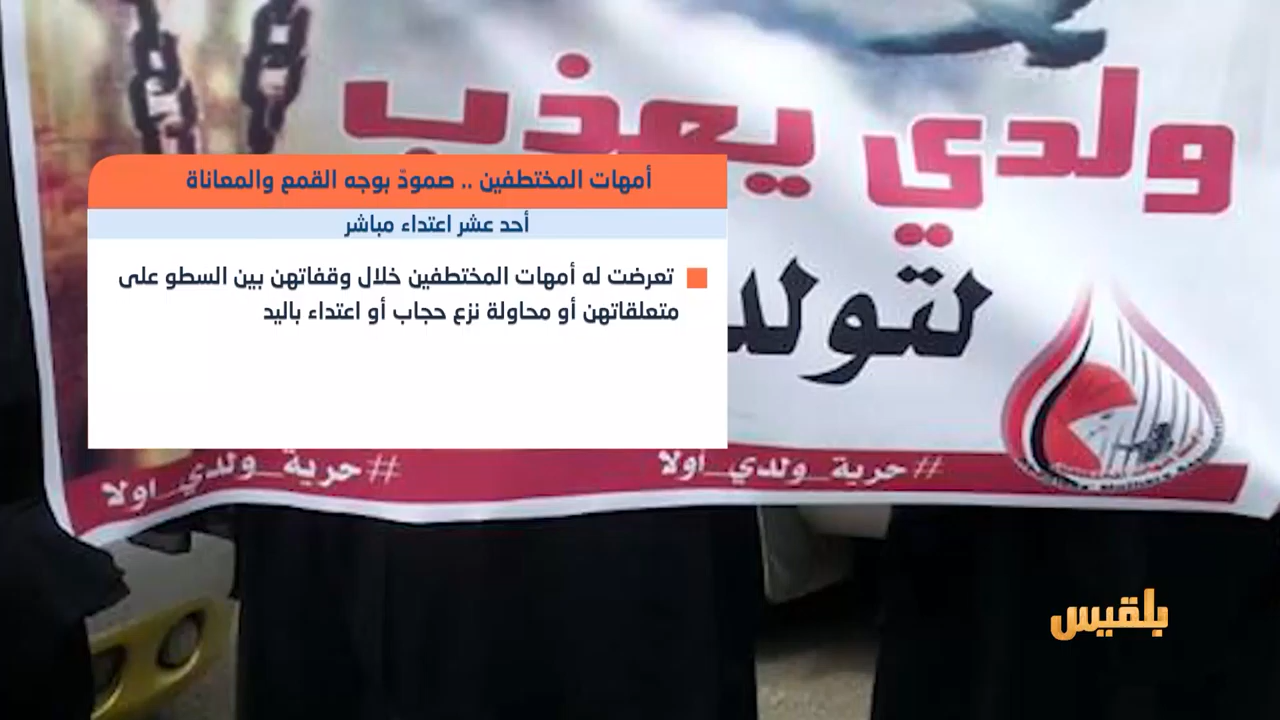 ولدي يعذب
أمهات المختطفين .. صمودٌ بوجه القمع والمعاناة
أحد عشر اعتداء مباشر
تعرضت له أمهات المختطفين خلال وقفاتهن بين السطو على
متعلقاتهن أو محاولة نزع حجاب أو اعتداء باليد
#حرية_ولدي_اولا
#حرية_ولدي_اولا
بلقيس